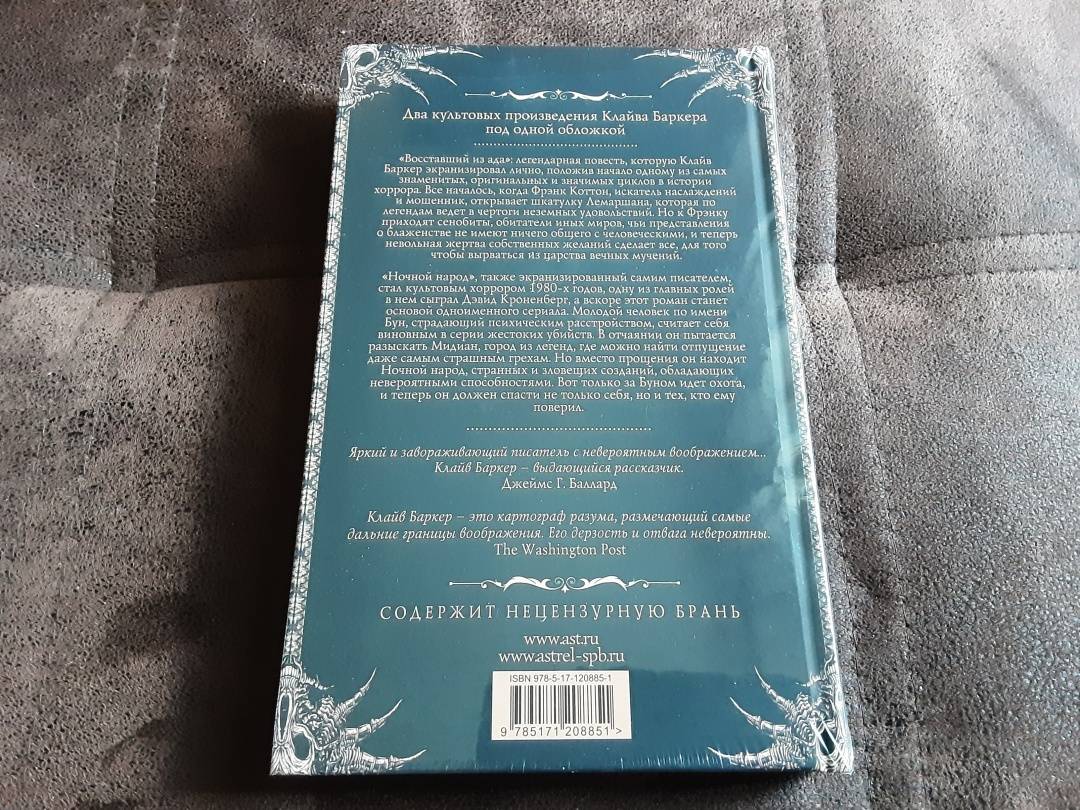 Два культовых произведения Клайва Баркера
под одной обложкой
«Восставший из ада»: легендарная повесть, которую Клайв
Баркер экранизировал лично, положив начало одному из самых
знаменитых, оригинальных и значимых циклов в истории
хоррора. Все началось, когда Фрэнк Коттон, искатель наслаждений
и мошенник, открывает шкатулку Лемаршана, которая по
легендам ведет в чертоги неземных удовольствий. Но к Фрэнку
приходят сенобиты, обитатели иных миров, чьи представления
о блаженстве не имеют ничего общего с человеческими, и теперь
невольная жертва собственных желаний сделает все, для того
чтобы вырваться из царства вечных мучений.
«Ночной народ», также экранизированный самим писателем,
стал культовым хоррором 1980-х годов, одну из главных ролей
в нем сыграл Дэвид Кроненберг, а вскоре этот роман станет
основой одноименного сериала. Молодой человек по имени
Бун, страдающий психическим расстройством, считает себя
виновным в серии жестоких убийств. В отчаянии он пытается
разыскать Мидиан, город из легенд, где можно найти отпущение
даже самым страшным грехам. Но вместо прощения он находит
Ночной народ, странных и зловещих созданий, обладающих
невероятными способностями. Вот только за Буном идет охота,
и теперь он должен спасти не только себя, но и тех, кто ему
поверил.
Яркий и завораживающий писатель с невероятным воображением...
Клайв Баркер – выдающийся рассказчик.
Джеймс Г. Баллард
Клайв Баркер – это картограф разума, размечающий самые
дальние границы воображения. Его дерзость и отвага невероятны.
The Washington Post
СОДЕРЖИТ НЕЦЕНЗУРНУЮ БРАНЬ
www.ast.ru
www.astrel-spb.ru
ISBN 978-5-17-120885-1
9 785171 208851 >